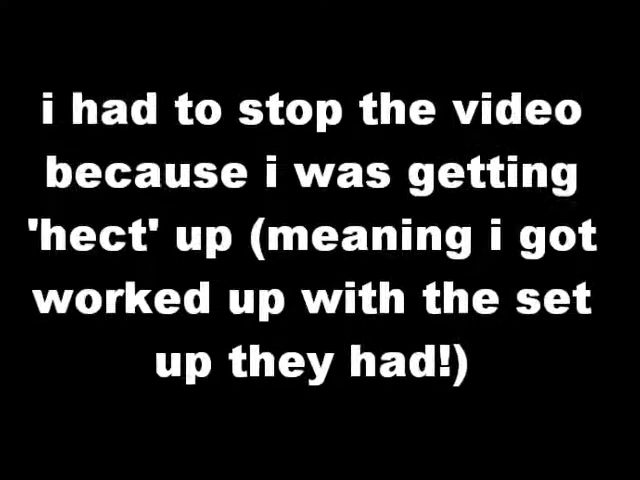 i had to stop the video
because i was getting
'hect' up (meaning i got
worked up with the set
up they had!)